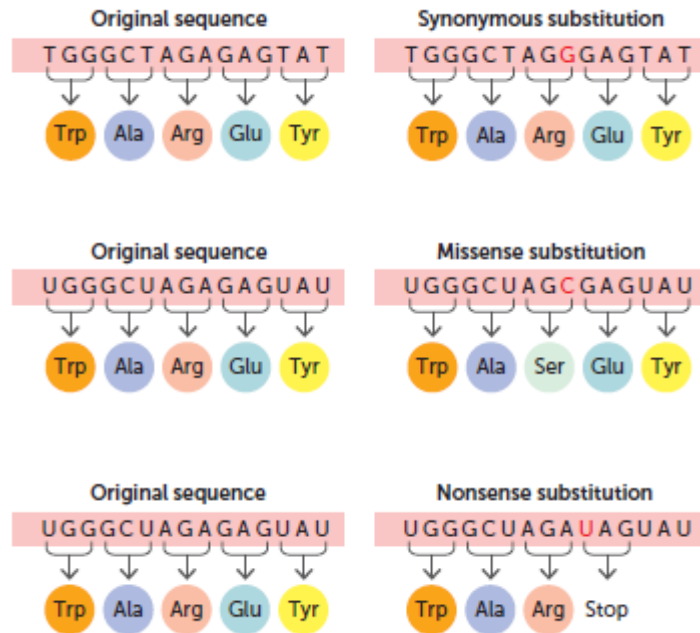 Original sequence
TGGGCTAGAGAGTAT
Trp Ala Arg Glu Tyr
Synonymous substitution
TGGGCTAGGGAGTAT
Trp Ala Arg Glu Tyr
Original sequence
UGGGCUAGAGAGUAU
Trp Ala Arg Glu Tyr
Missense substitution
UGGGCUAGCGAGUAU
Trp Ala Ser Glu Tyr
Original sequence
UGGGCUAGAGAGUAU
Trp Ala Arg Glu Tyr
Nonsense substitution
UGGGCUAGAUAGUAU
Trp Ala Arg Stop